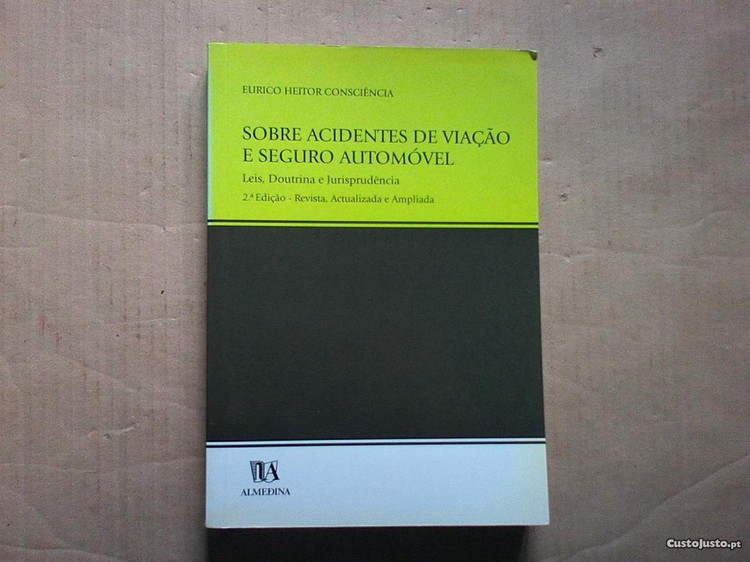 EURICO HEITOR CONSCIÊNCIA
SOBRE ACIDENTES DE VIAÇÃO
E SEGURO AUTOMÓVEL
Leis, Doutrina e Jurisprudência
2.ª Edição - Revista, Actualizada e Ampliada
ALMEDINA
CustoJusto.pt